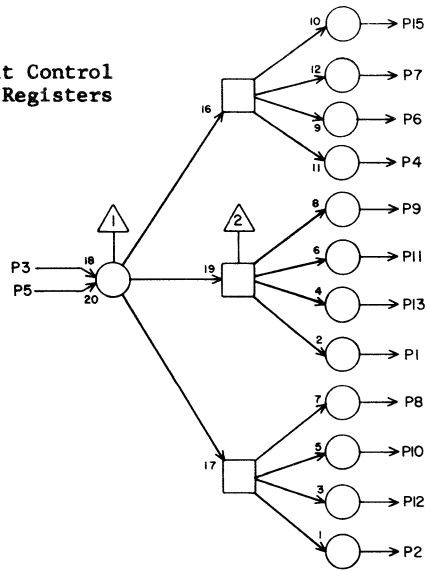 10 P15
t Control
Registers
12 P7
16
9 P6
11 P4
1
2
8 P9
6 P11
P3 18
19
4 P13
P5 20
2 P1
7 P8
17
5 P10
3 P12
1 P2